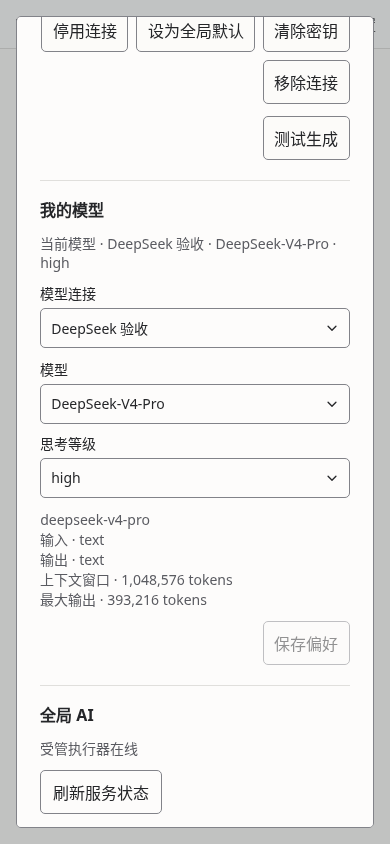 停用连接 设为全局默认 清除密钥
移除连接
测试生成
我的模型
当前模型 · DeepSeek 验收 · DeepSeek-V4-Pro ·
high
模型连接
DeepSeek 验收
模型
DeepSeek-V4-Pro
思考等级
high
deepseek-v4-pro
输入 · text
输出 · text
上下文窗口 · 1,048,576 tokens
最大输出 · 393,216 tokens
保存偏好
全局 AI
受管执行器在线
刷新服务状态